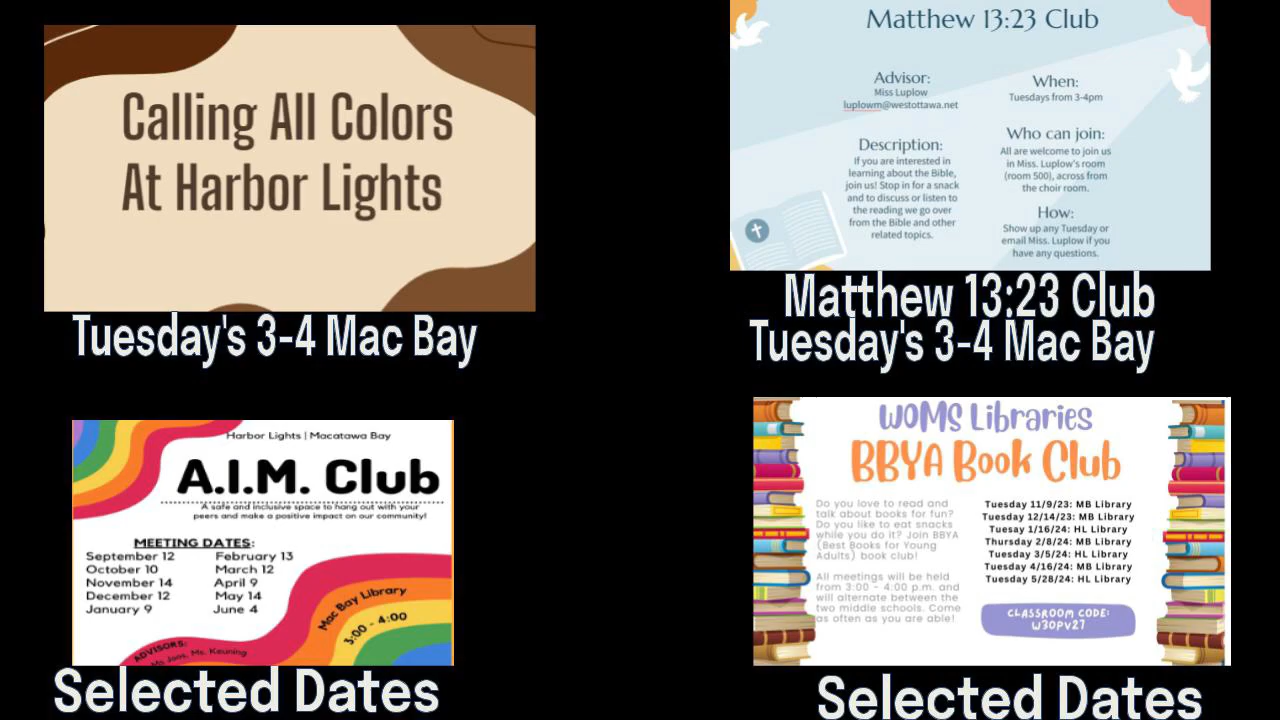 Calling All Colors
At Harbor Lights
Tuesday's 3-4 Mac Bay
Matthew 13:23 Club
Advisor:
Miss Luplow
luplowm@westottawa.net
Description:
If you are interested in
learning about the Bible,
join us! Stop in for a snack
and to discuss or listen to
the reading we go over
from the Bible and other
related topics.
When:
Tuesdays from 3-4pm
Who can join:
All are welcome to join us
in Miss. Luplow's room
(room 500), across from
the choir room.
How:
Show up any Tuesday or
email Miss. Luplow if you
have any questions.
Matthew 13:23 Club
Tuesday's 3-4 Mac Bay
Harbor Lights | Macatawa Bay
A.I.M. Club
A safe and inclusive space to hang out with your
peers and make a positive impact on our community!
MEETING DATES:
September 12
October 10
November 14
December 12
January 9
February 13
March 12
April 9
May 14
June 4
Mac Bay Library
3:00 - 4:00
ADVISORS:
Ms. Keuning
Selected Dates
WOMS Libraries
BBYA Book Club
Do you love to read and
talk about books for fun?
Do you like to eat snacks
while you do it? Join BBYA
(Best Books for Young
Adults) book club!
All meetings will be held
from 3:00 - 4:00 p.m. and
will alternate between the
two middle schools. Come
as often as you are able!
Tuesday 11/9/23: MB Library
Tuesday 12/14/23: MB Library
Tuesay 1/16/24: HL Library
Thursday 2/8/24: MB Library
Tuesday 3/5/24: HL Library
Tuesday 4/16/24: MB Library
Tuesday 5/28/24: HL Library
CLASSROOM CODE:
W3OPV27
Selected Dates